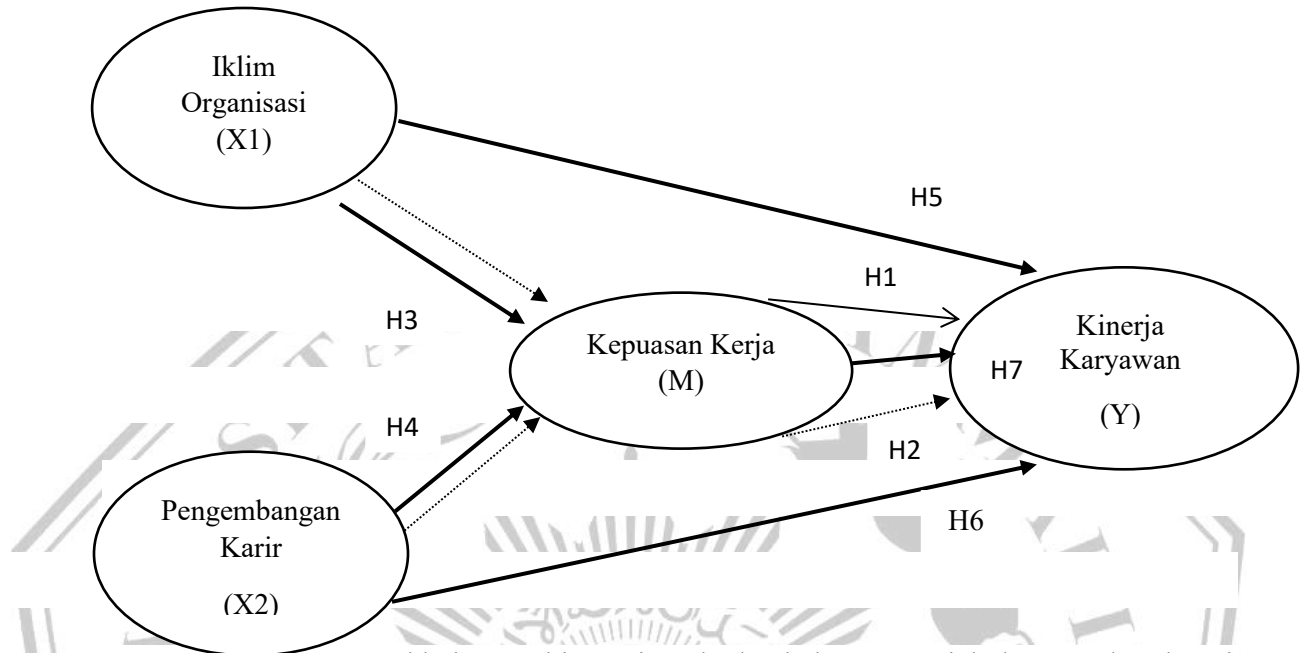 Iklim
Organisasi
(X1)
H5
H1
H3
Kepuasan Kerja
(M)
Kinerja
Karyawan
(Y)
H7
H4
H2
Pengembangan
Karir
(X2)
H6